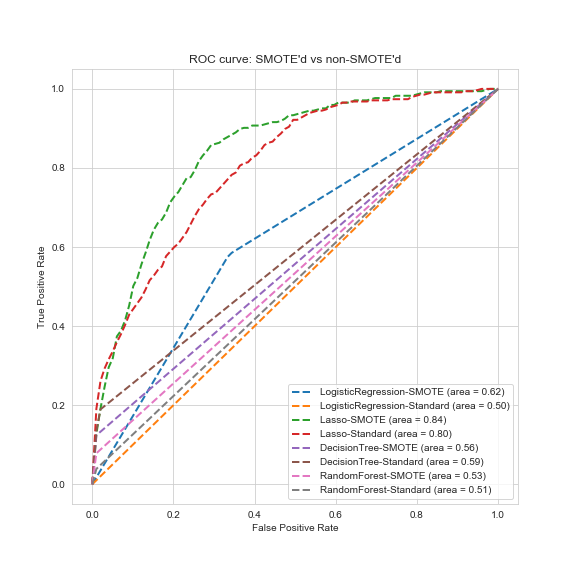 ROC curve: SMOTE'd vs non-SMOTE'd
True Positive Rate
1.0
0.8
0.6
0.4
0.2
0.0
LogisticRegression-SMOTE (area = 0.62)
LogisticRegression-Standard (area = 0.50)
Lasso-SMOTE (area = 0.84)
Lasso-Standard (area = 0.80)
DecisionTree-SMOTE (area = 0.56)
DecisionTree-Standard (area = 0.59)
RandomForest-SMOTE (area = 0.53)
RandomForest-Standard (area = 0.51)
0.0 0.2 0.4 0.6 0.8 1.0
False Positive Rate